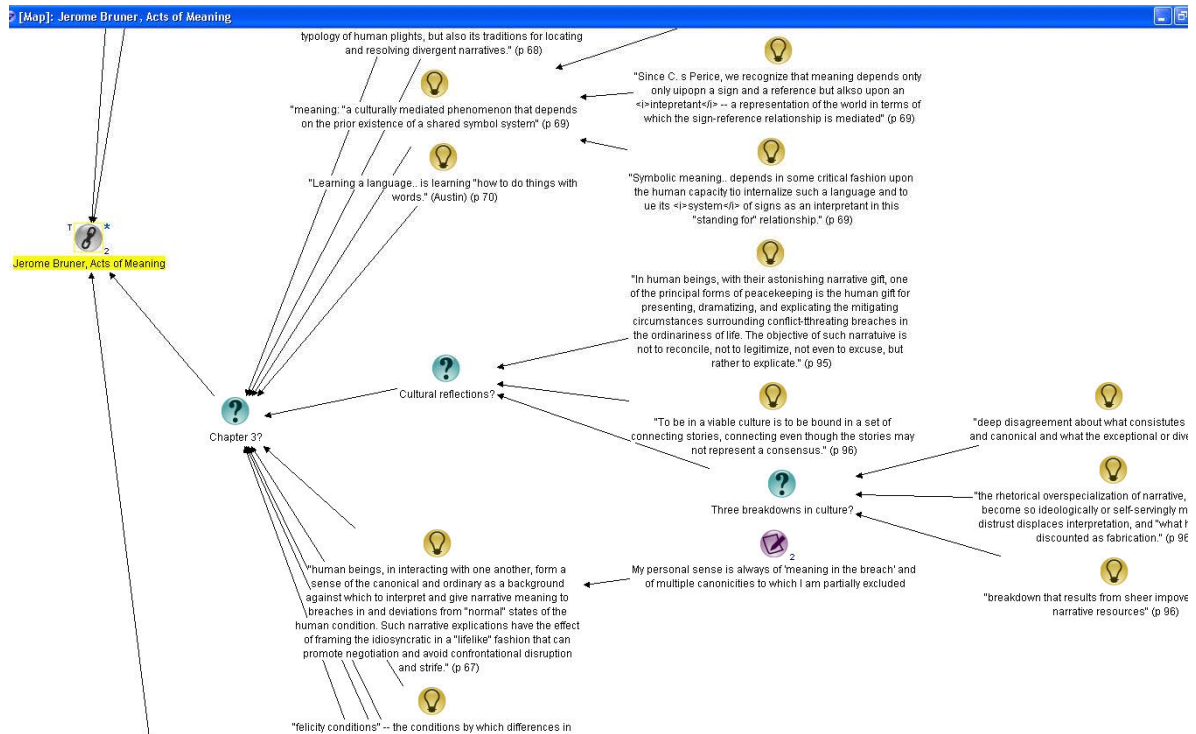 [Map]: Jerome Bruner, Acts of Meaning
typology of human plights, but also its traditions for locating
and resolving divergent narratives." (p 68)
"meaning: "a culturally mediated phenomenon that depends
on the prior existence of a shared symbol system" (p 69)
"Since C. s Perice, we recognize that meaning depends onty
only uipopn a sign and a reference but alkso upon an
<i>intepretant</i> -- a representation of the world in terms of
which the sign-reference relationship is mediated" (p 69)
"Learning a language.. is learning "how to do things with
words." (Austin) (p 70)
"Symbolic meaning.. depends in some critical fashion upon
the human capacity tio internalize such a language and to
ue its <i>system</i> of signs as an interpretant in this
"standing for" relationship." (p 69)
T
*
2
Jerome Bruner, Acts of Meaning
"In human beings, with their astonishing narrative gift, one
of the principal forms of peacekeeping is the human gift for
presenting, dramatizing, and explicating the mitigating
circumstances surrounding conflict-tthreating breaches in
the ordinariness of life. The objective of such narratuive is
not to reconcile, not to legitimize, not even to excuse, but
rather to explicate." (p 95)
?
Cultural reflections?
?
Chapter 3?
"To be in a viable culture is to be bound in a set of
connecting stories, connecting even though the stories may
not represent a consensus." (p 96)
"deep disagreement about what consistutes
and canonical and what the exceptional or dive
?
Three breakdowns in culture?
"the rhetorical overspecialization of narrative,
become so ideologically or self-servingly m
distrust displaces interpretation, and "what h
discounted as fabrication." (p 96
2
My personal sense is always of 'meaning in the breach' and
of multiple canonicities to which I am partially excluded
"human beings, in interacting with one another, form a
sense of the canonical and ordinary as a background
against which to interpret and give narrative meaning to
breaches in and deviations from "normal" states of the
human condition. Such narrative explications have the effect
of framing the idiosyncratic in a "lifelike" fashion that can
promote negotiation and avoid confrontational disruption
and strife." (p 67)
"breakdown that results from sheer impove
narrative resources" (p 96)
"felicity conditions" -- the conditions by which differences in